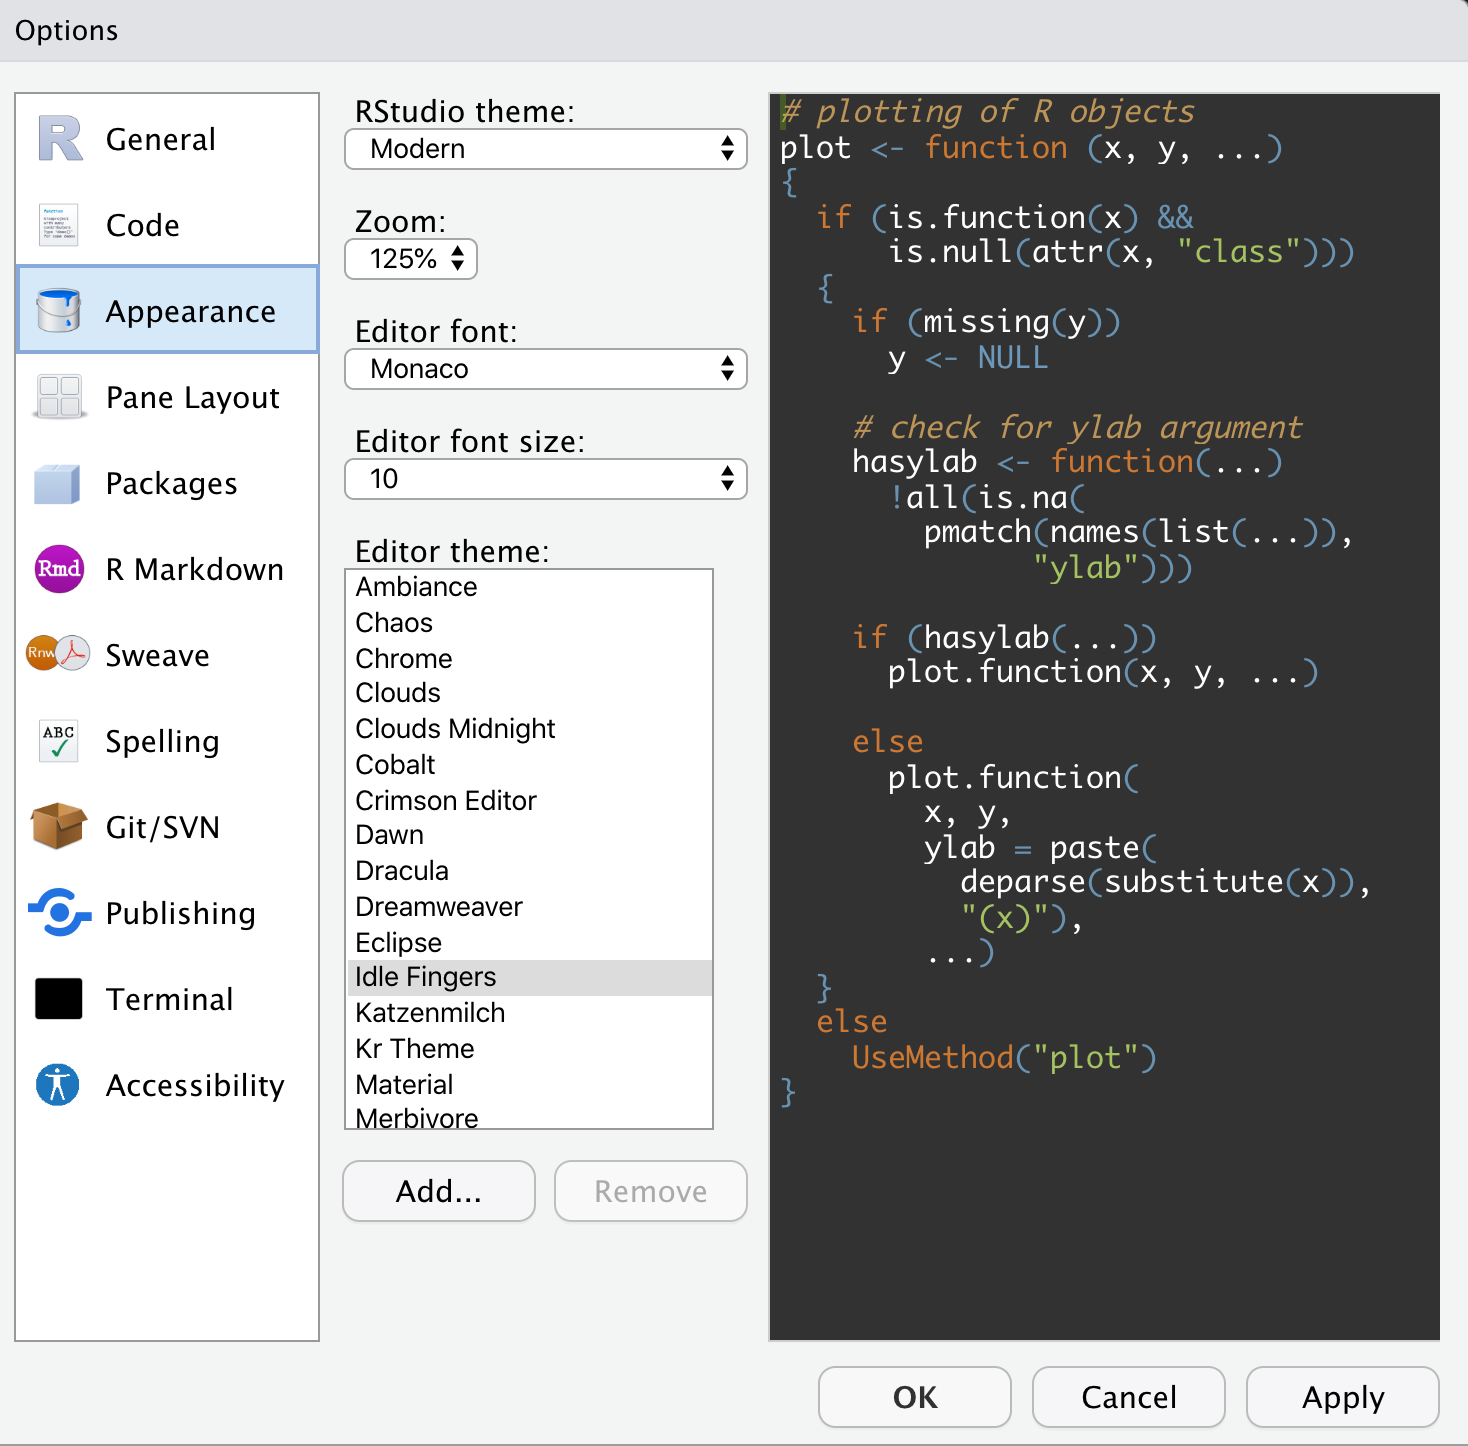 Options
General
Code
Appearance
Pane Layout
Packages
Rmd
R Markdown
Rnw
Sweave
ABC
Spelling
Git/SVN
Publishing
Terminal
Accessibility
RStudio theme:
Modern
Zoom:
125%
Editor font:
Monaco
Editor font size:
10
Editor theme:
Ambiance
Chaos
Chrome
Clouds
Clouds Midnight
Cobalt
Crimson Editor
Dawn
Dracula
Dreamweaver
Eclipse
Idle Fingers
Katzenmilch
Kr Theme
Material
Merbivore
Add...
Remove
# plotting of R objects
plot <- function (x, y, ...)
{
  if (is.function(x) &&
      is.null(attr(x, "class")))
  {
    if (missing(y))
      y <- NULL

    # check for ylab argument
    hasylab <- function(...)
      !all(is.na(
        pmatch(names(list(...)),
              "ylab")))

    if (hasylab(...))
      plot.function(x, y, ...)

    else
      plot.function(
        x, y,
        ylab = paste(
          deparse(substitute(x)),
          "(x)"),
        ...)
  }
  else
    UseMethod("plot")
}
OK
Cancel
Apply